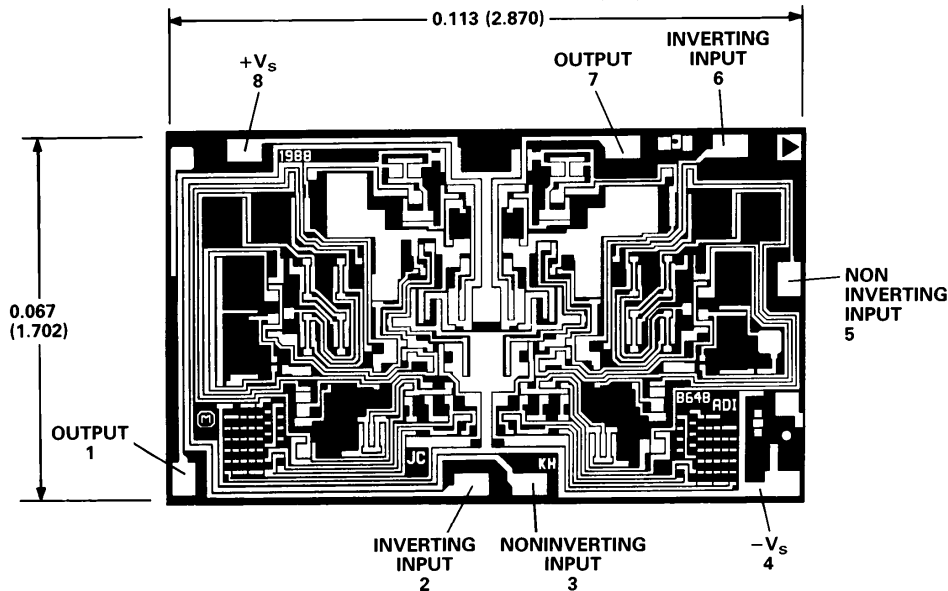 0.113 (2.870)
+Vs
8
OUTPUT
7
INVERTING
INPUT
6
1988
NON
INVERTING
INPUT
5
0.067
(1.702)
B64B
ADI
M
OUTPUT
1
JC
KH
INVERTING
INPUT
2
NONINVERTING
INPUT
3
−Vs
4